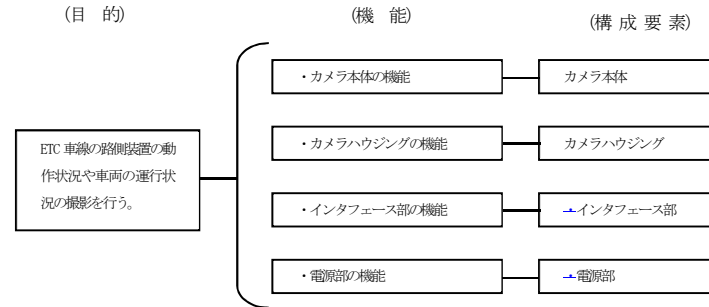 (目 的)
(機 能)
(構 成 要 素)
ETC 車線の路側装置の動
作状況や車両の運行状
況の撮影を行う。
・カメラ本体の機能
カメラ本体
・カメラハウジングの機能
カメラハウジング
・インタフェース部の機能
・インタフェース部
・電源部の機能
・電源部